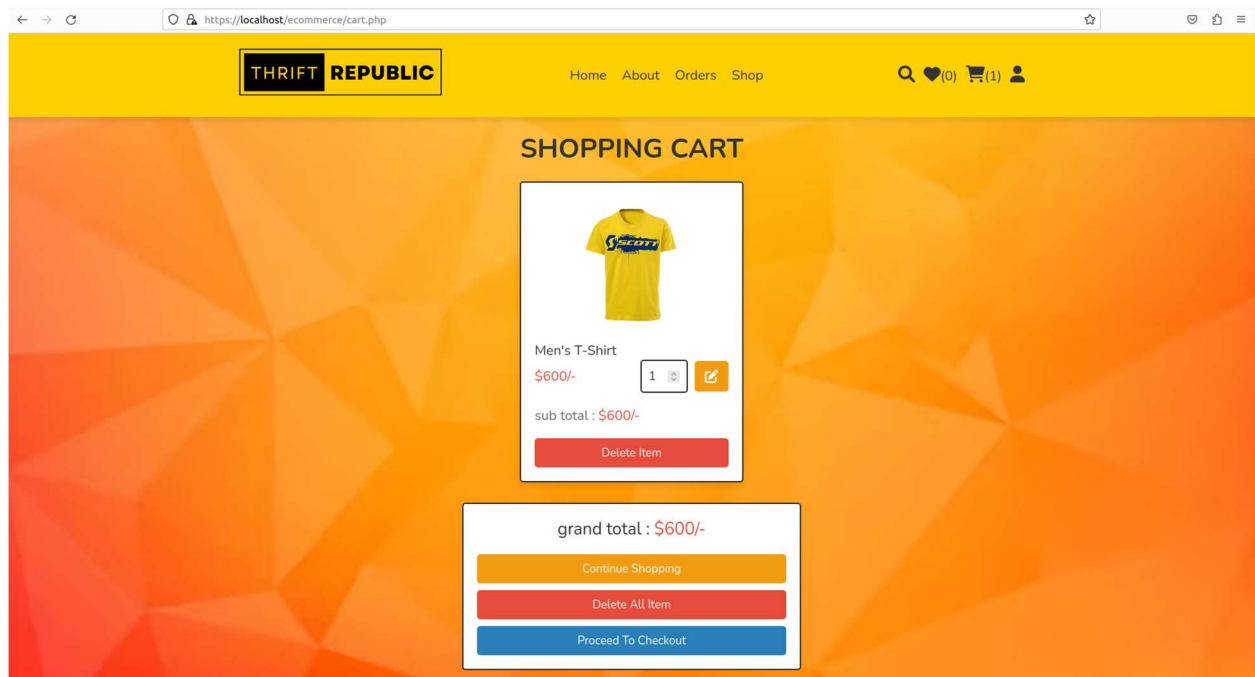 https://localhost/ecommerce/cart.php
THRIFT REPUBLIC
Home About Orders Shop
(0) (1)
SHOPPING CART
SCOTT
Men's T-Shirt
$600/-
1
sub total : $600/-
Delete Item
grand total : $600/-
Continue Shopping
Delete All Item
Proceed To Checkout